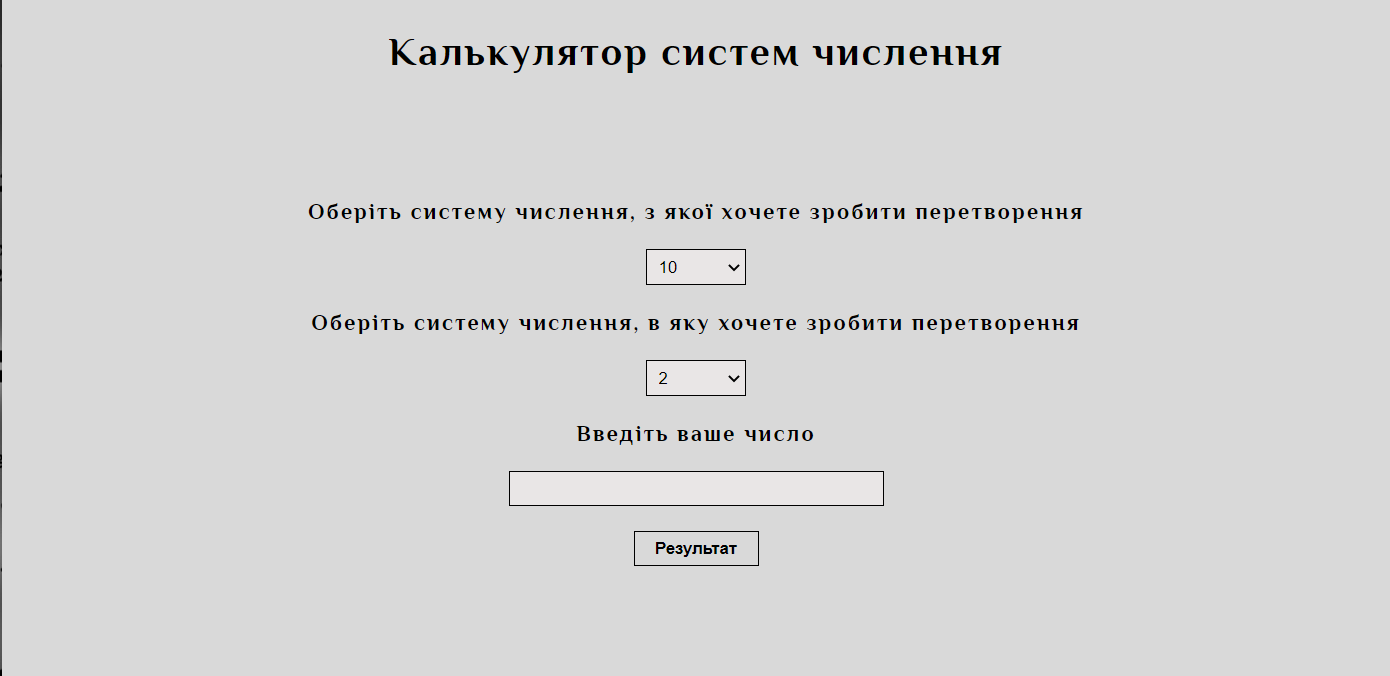 Калькулятор систем числення
Оберіть систему числення, з якої хочете зробити перетворення
10
Оберіть систему числення, в яку хочете зробити перетворення
2
Введіть ваше число
Результат